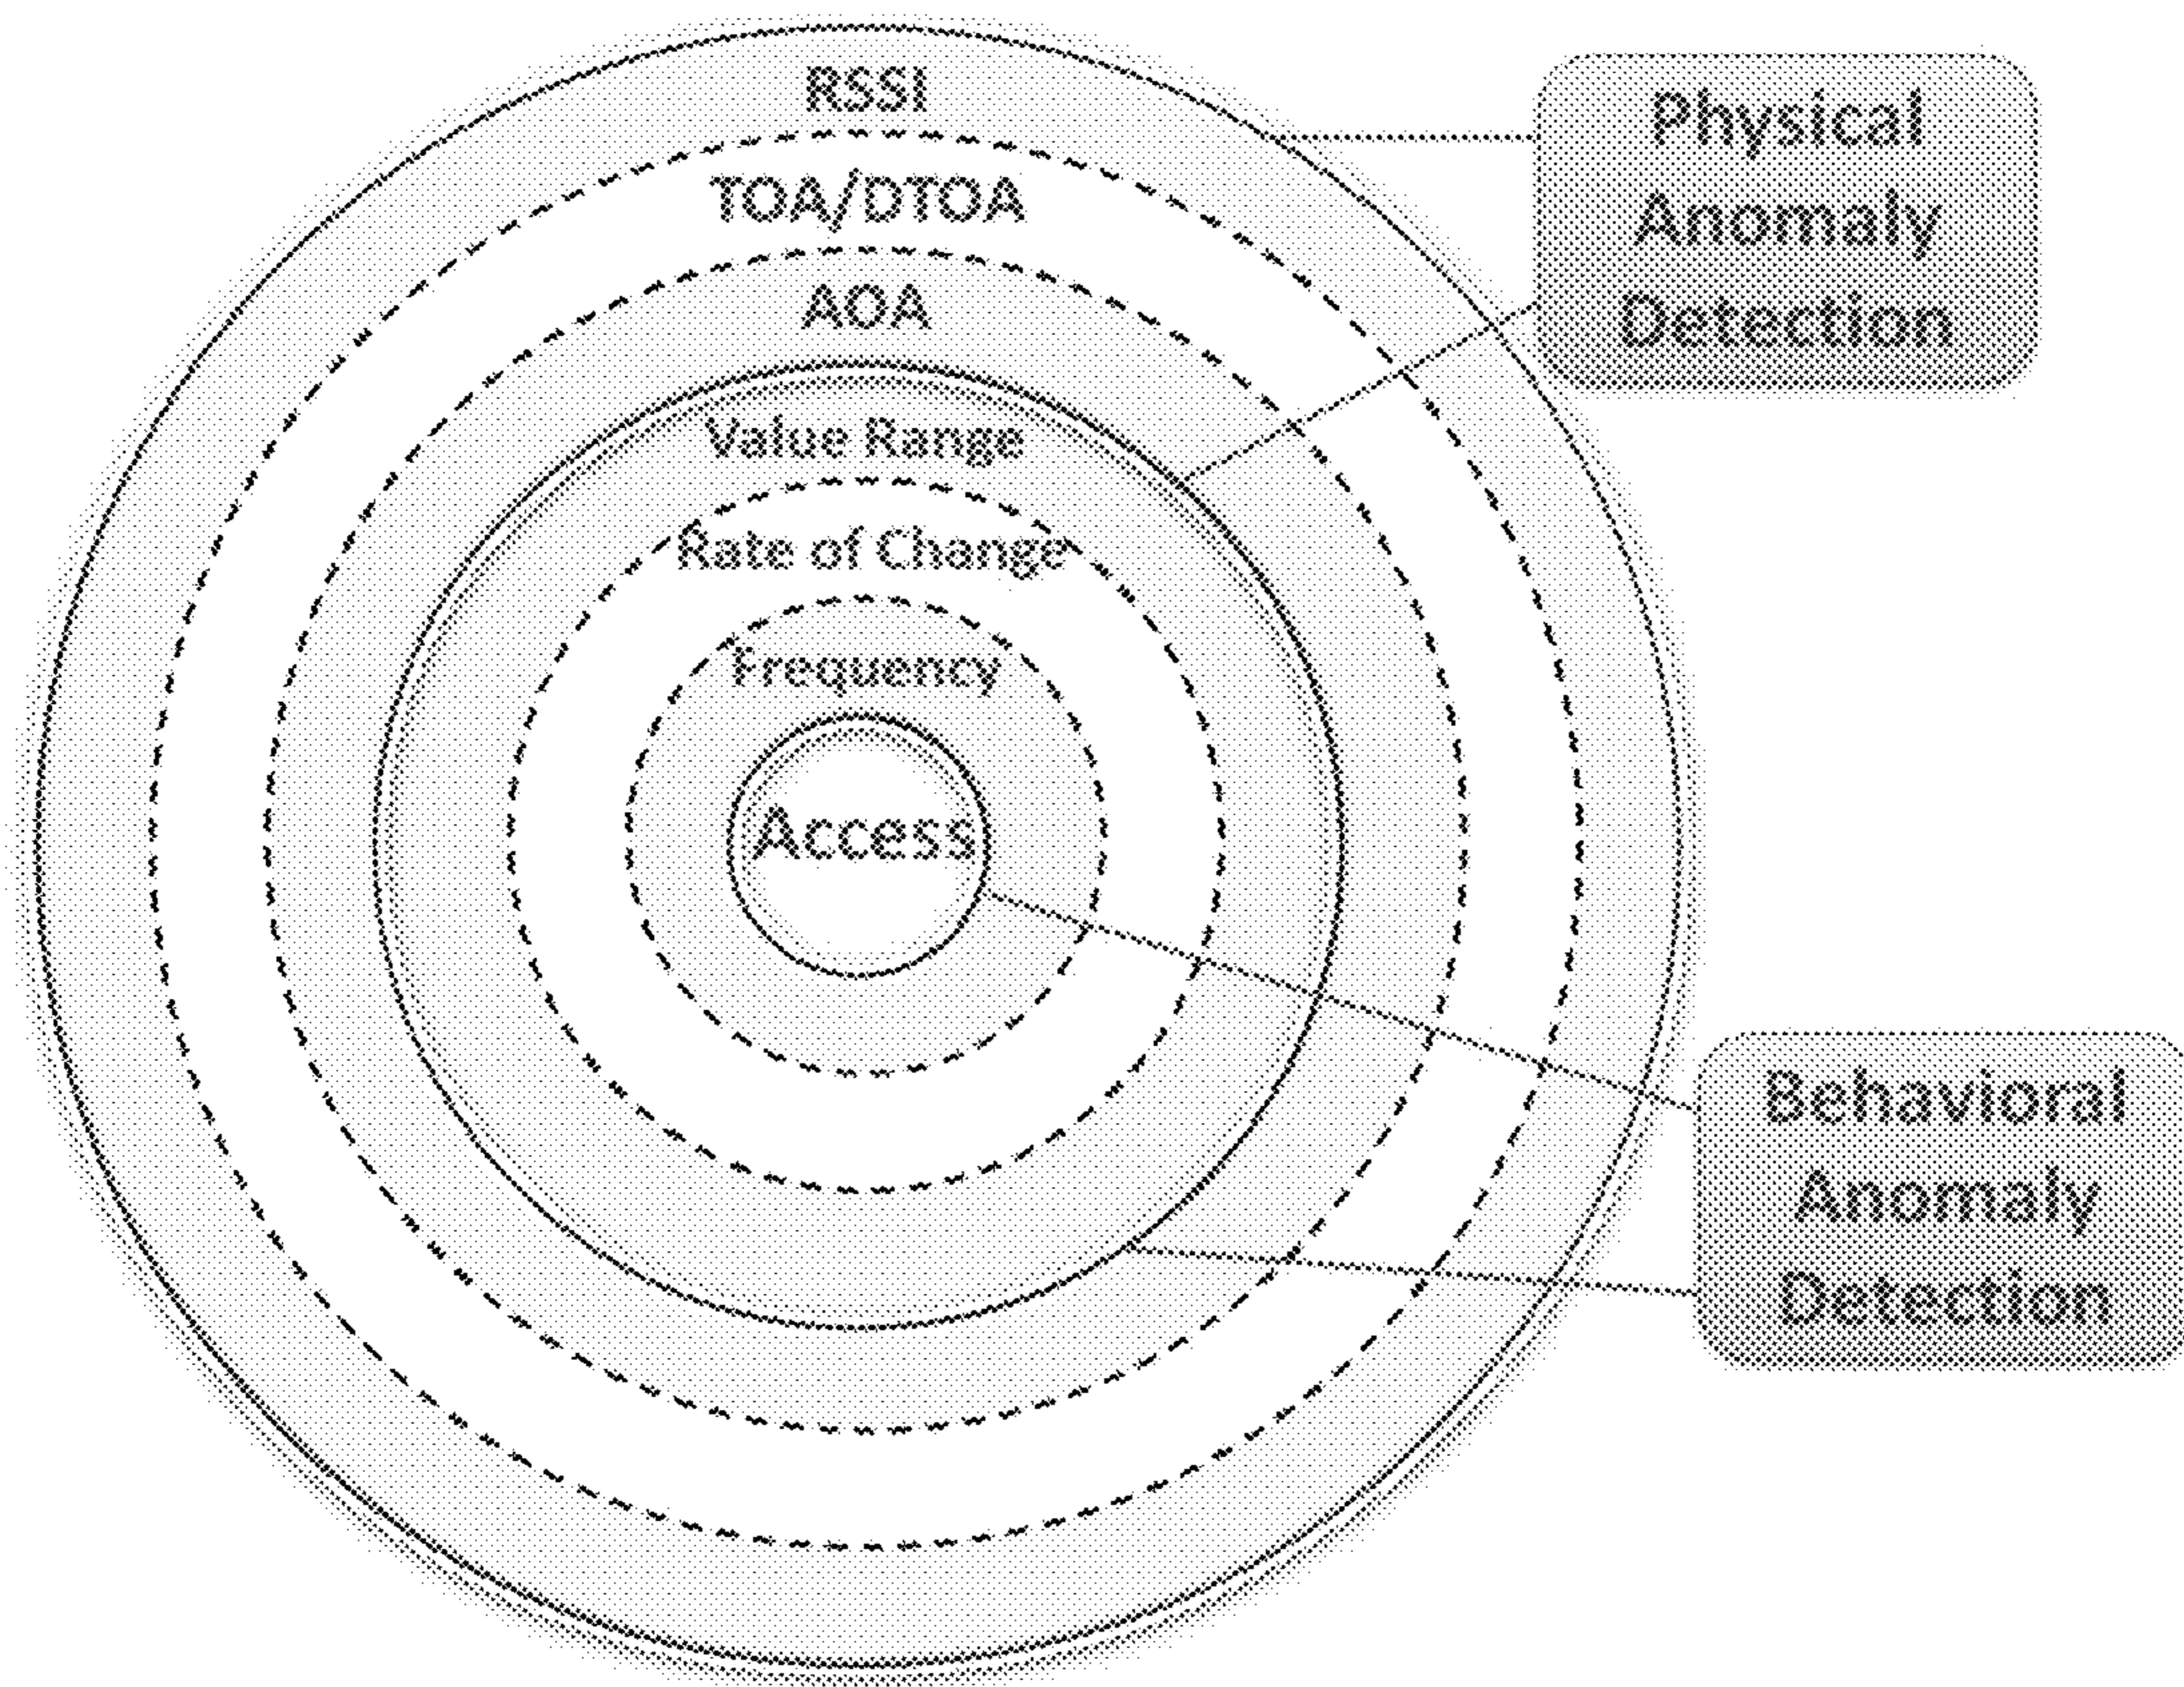 RSSI
TOA/DTOA
AOA
Value Range
Rate of Change
Frequency
Access
Physical
Anomaly
Detection
Behavioral
Anomaly
Detection